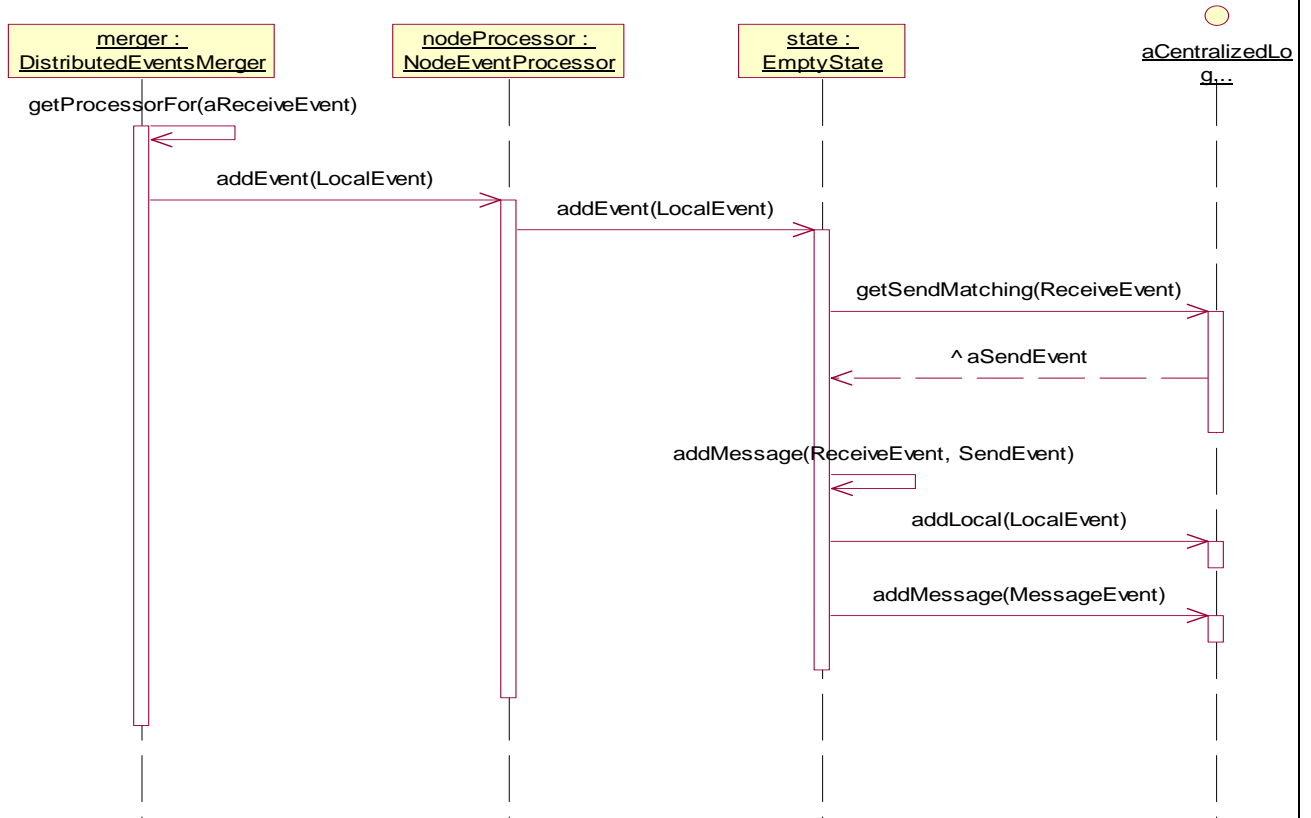 merger :
DistributedEventsMerger
nodeProcessor :
NodeEventProcessor
state :
EmptyState
aCentralizedLo
g,..
getProcessorFor(aReceiveEvent)
addEvent(LocalEvent)
addEvent(LocalEvent)
getSendMatching(ReceiveEvent)
^ aSendEvent
addMessage(ReceiveEvent, SendEvent)
addLocal(LocalEvent)
addMessage(MessageEvent)